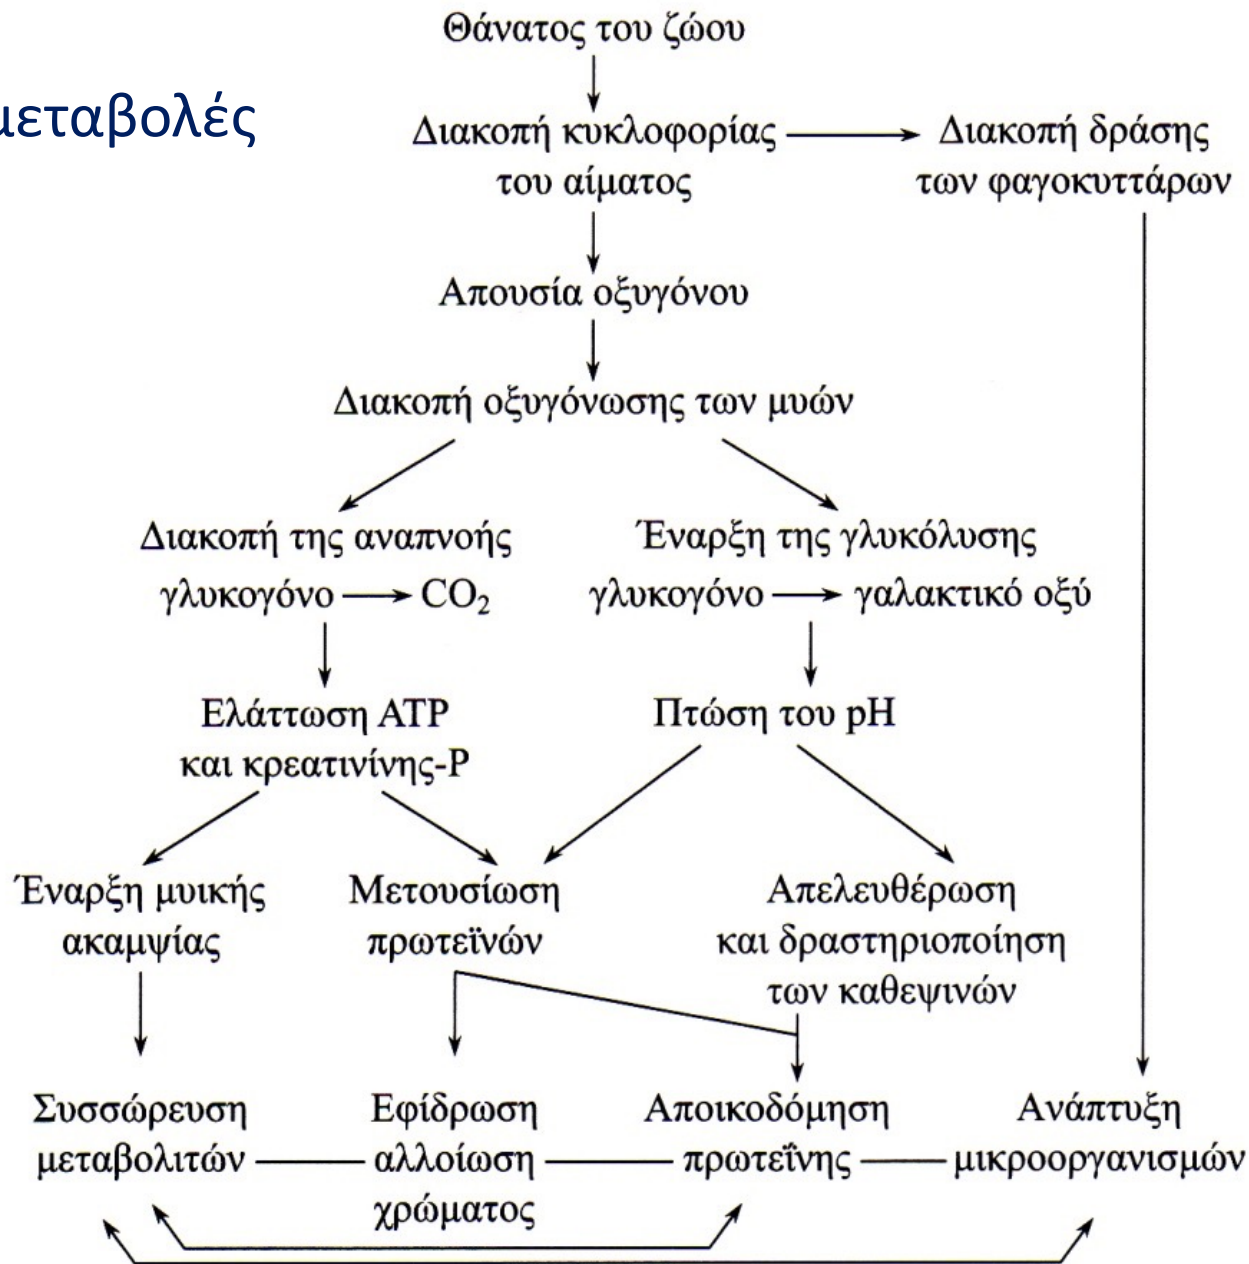 Θάνατος του ζώου
μεταβολές
Διακοπή κυκλοφορίας → Διακοπή δράσης
του αίματος των φαγοκυττάρων
Απουσία οξυγόνου
Διακοπή οξυγόνωσης των μυών
Διακοπή της αναπνοής Έναρξη της γλυκόλυσης
γλυκογόνο → CO₂ γλυκογόνο → γαλακτικό οξύ
Ελάττωση ATP Πτώση του pH
και κρεατινίνης-P
Έναρξη μυικής Μετουσίωση Απελευθέρωση
ακαμψίας πρωτεϊνών και δραστηριοποίηση
των καθεψινών
Συσσώρευση Εφίδρωση Αποικοδόμηση Ανάπτυξη
μεταβολιτών αλλοίωση πρωτεΐνης μικροοργανισμών
χρώματος